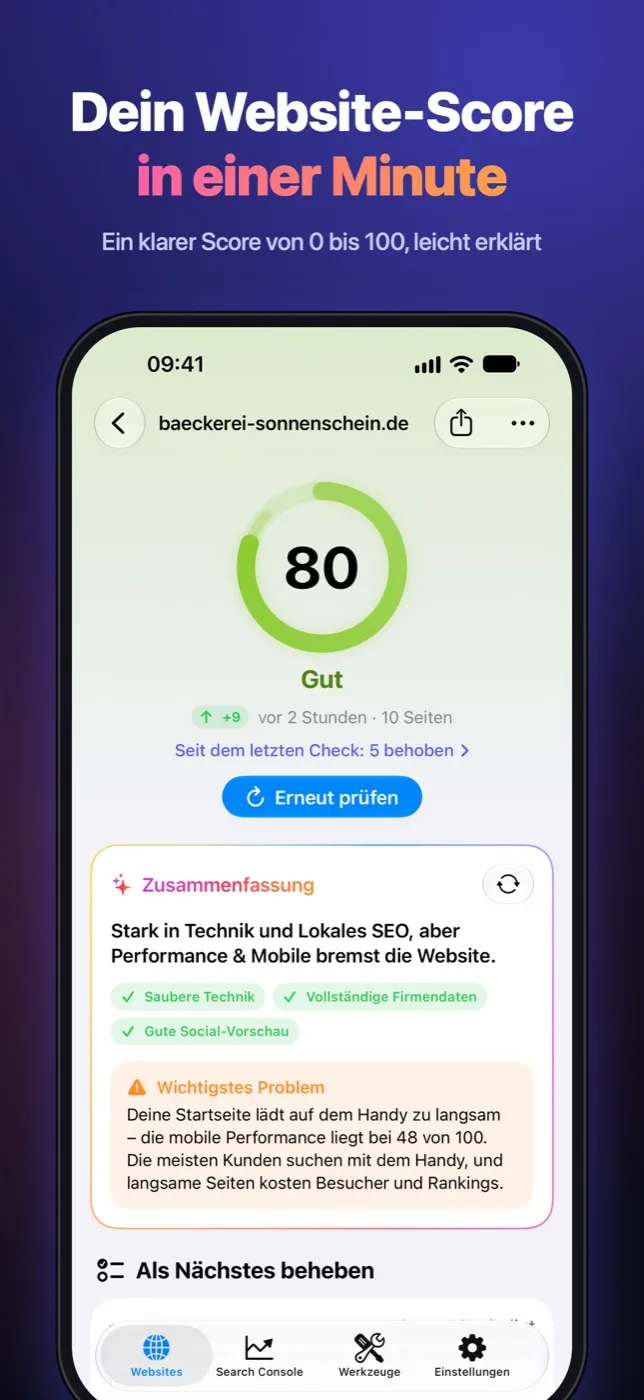 Dein Website-Score
in einer Minute
Ein klarer Score von 0 bis 100, leicht erklärt
09:41
baeckerei-sonnenschein.de
80
Gut
+9 vor 2 Stunden · 10 Seiten
Seit dem letzten Check: 5 behoben
Erneut prüfen
Zusammenfassung
Stark in Technik und Lokales SEO, aber
Performance & Mobile bremst die Website.
Saubere Technik Vollständige Firmendaten
Gute Social-Vorschau
Wichtigstes Problem
Deine Startseite lädt auf dem Handy zu langsam
– die mobile Performance liegt bei 48 von 100.
Die meisten Kunden suchen mit dem Handy, und
langsame Seiten kosten Besucher und Rankings.
Als Nächstes beheben
Websites Search Console Werkzeuge Einstellungen